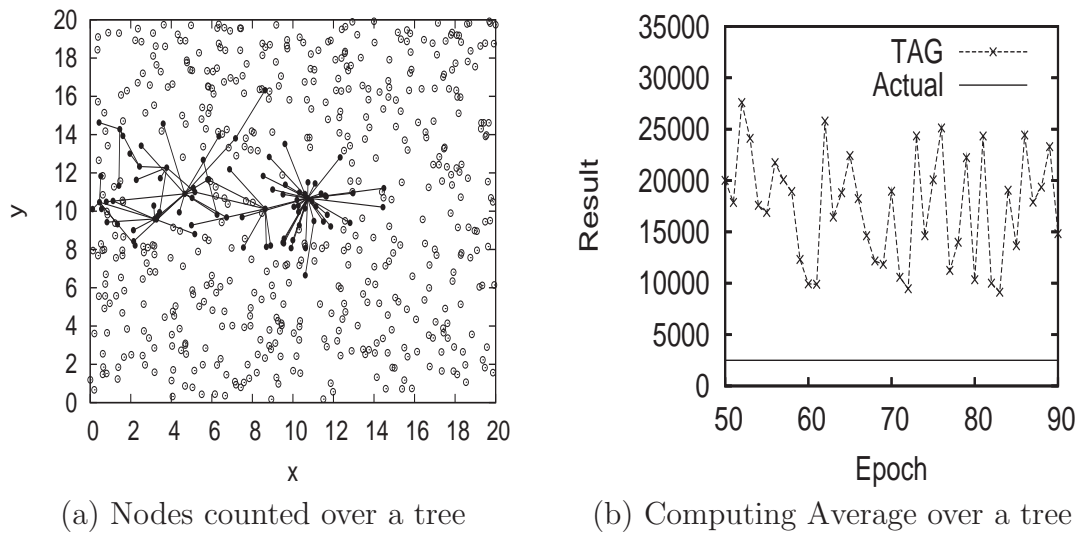 20
18
16
14
12
10
8
6
4
2
0
y
0 2 4 6 8 10 12 14 16 18 20
x
(a) Nodes counted over a tree
35000
30000
25000
20000
15000
10000
5000
0
Result
TAG
Actual
50 60 70 80 90
Epoch
(b) Computing Average over a tree